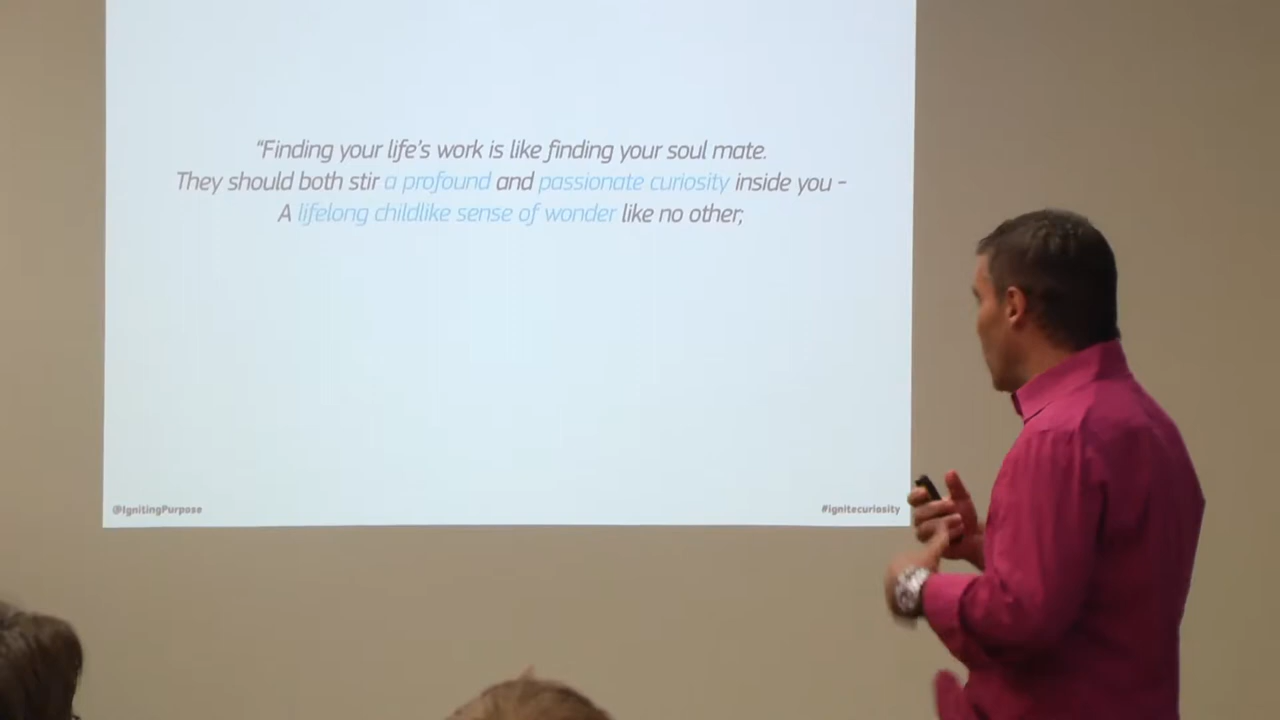 “Finding your life’s work is like finding your soul mate.
They should both stir a profound and passionate curiosity inside you –
A lifelong childlike sense of wonder like no other;
@IgnitingPurpose
#ignitecuriosity